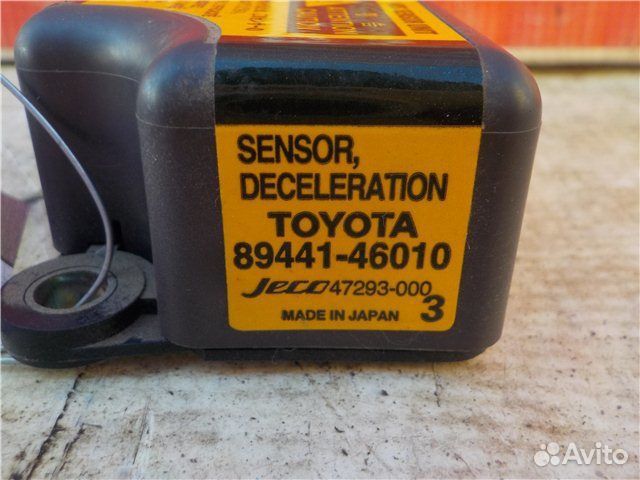 SENSOR,
DECELERATION
TOYOTA
89441-46010
Jeco 47293-000
MADE IN JAPAN 3
Avito